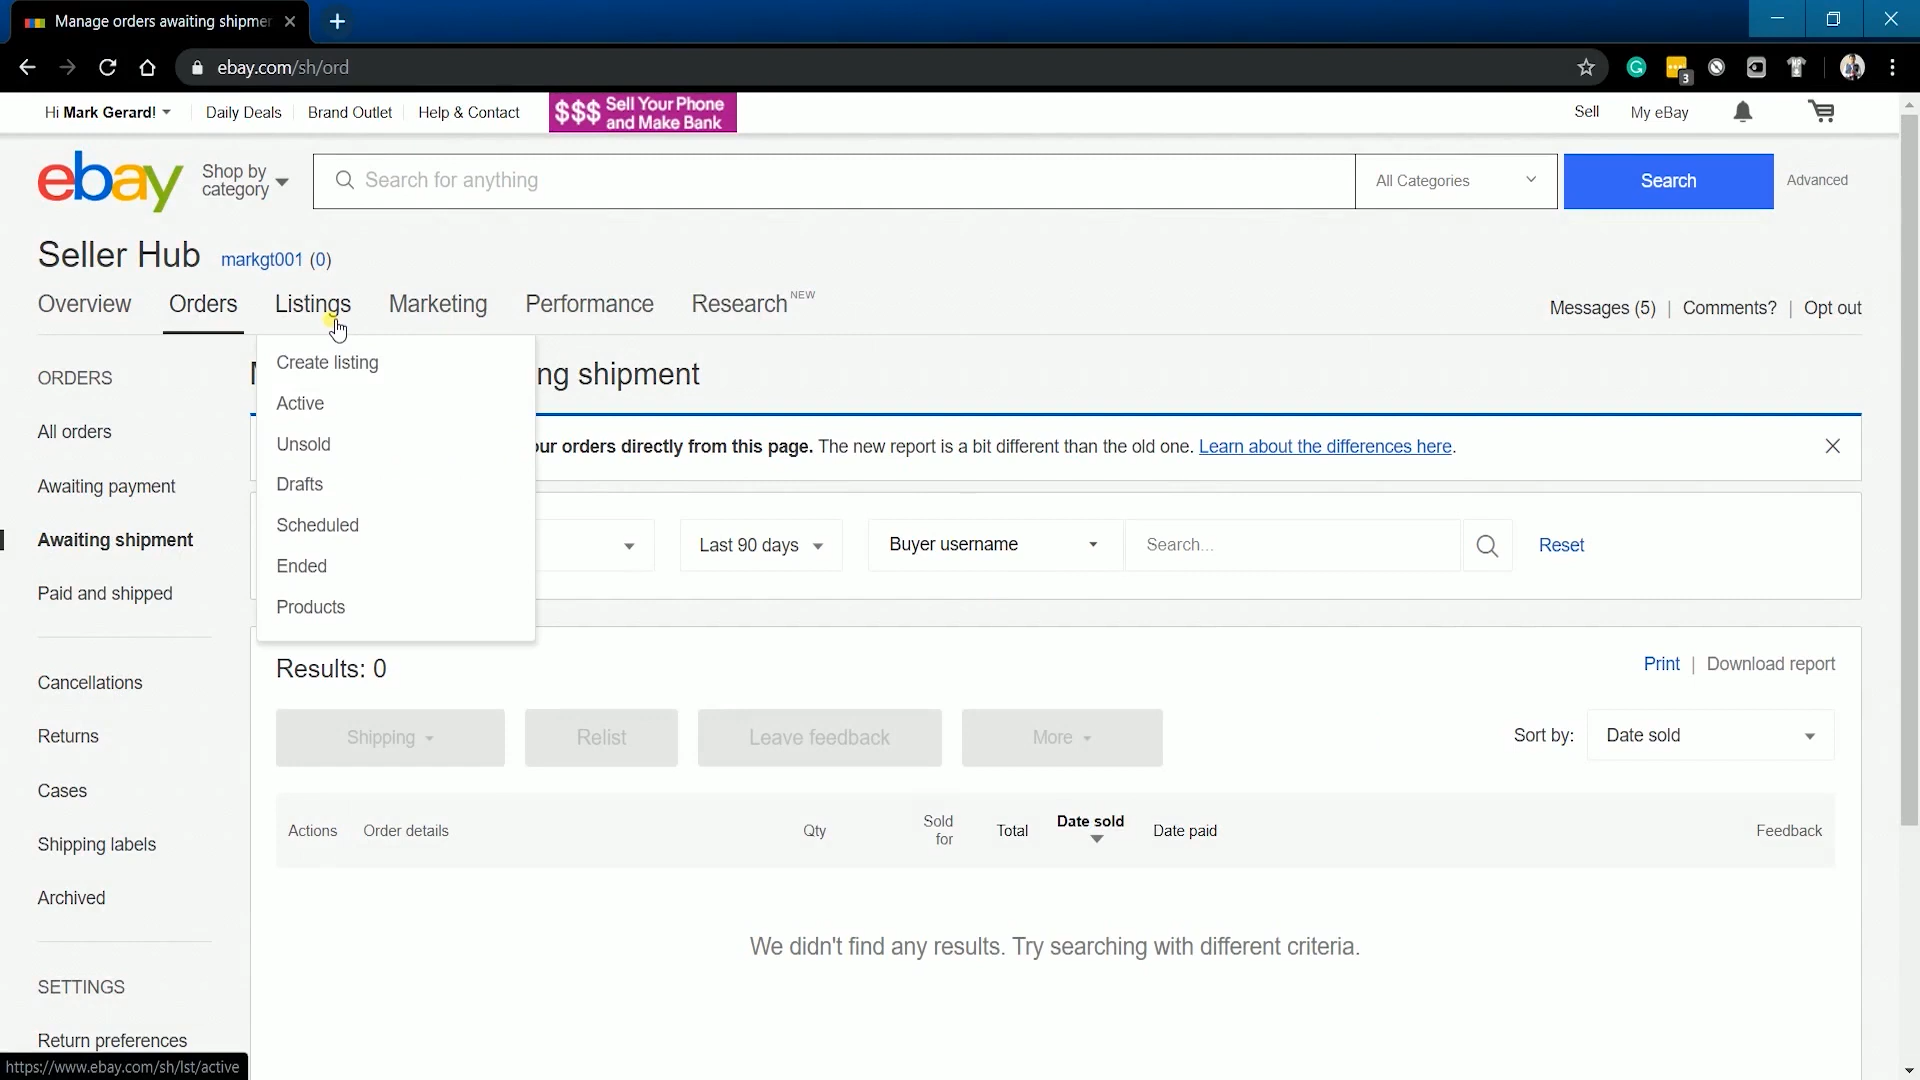 Manage orders awaiting shipmer
ebay.com/sh/ord
3
Hi Mark Gerard!
Daily Deals
Brand Outlet
Help & Contact
$$$ Sell Your Phone
and Make Bank
Sell
My eBay
ebay
Shop by
category
Search for anything
All Categories
Search
Advanced
Seller Hub
markgt001 (0)
Overview
Orders
Listings
Marketing
Performance
Research NEW
Messages (5)
Comments?
Opt out
ORDERS
All orders
Awaiting payment
Awaiting shipment
Paid and shipped
Cancellations
Returns
Cases
Shipping labels
Archived
SETTINGS
Return preferences
Create listing
Active
Unsold
Drafts
Scheduled
Ended
Products
ng shipment
our orders directly from this page. The new report is a bit different than the old one. Learn about the differences here.
Last 90 days
Buyer username
Search...
Reset
Results: 0
Print | Download report
Shipping
Relist
Leave feedback
More
Sort by:
Date sold
Actions
Order details
Qty
Sold
for
Total
Date sold
Date paid
Feedback
We didn't find any results. Try searching with different criteria.
https://www.ebay.com/sh/lst/active